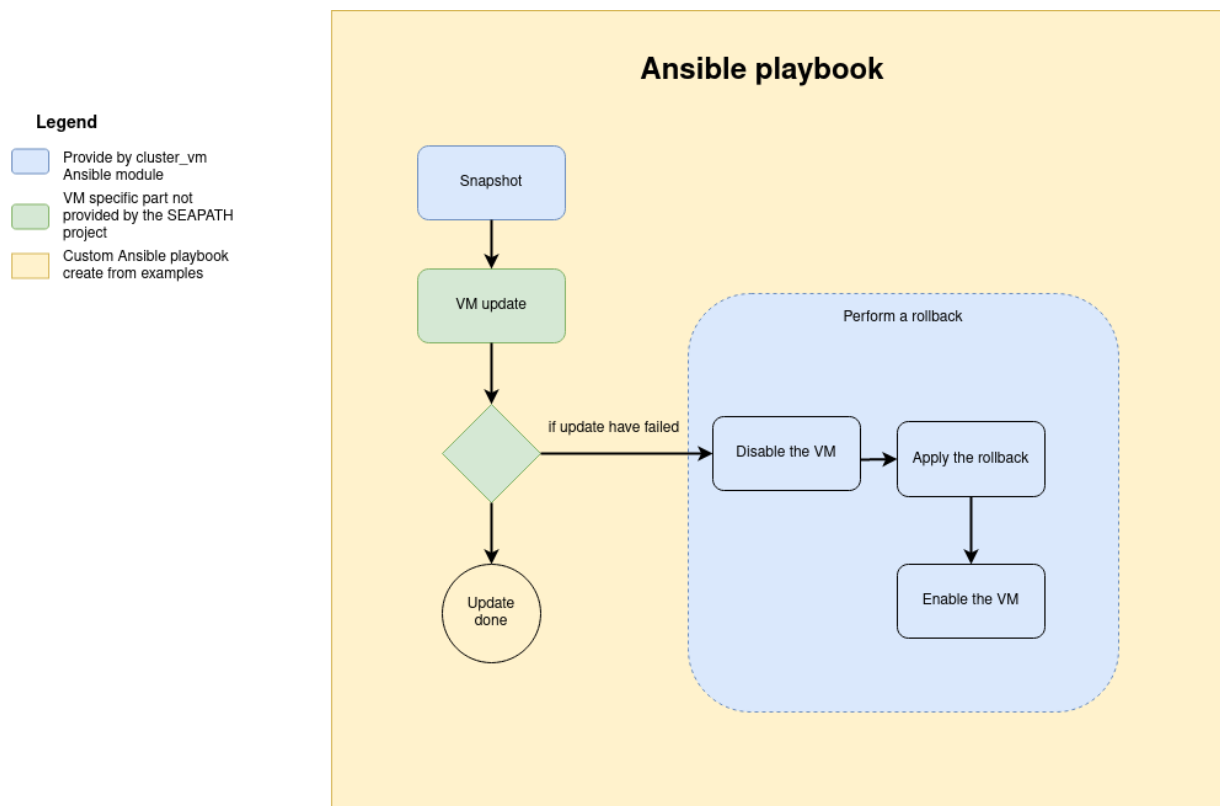 Ansible playbook
Legend
Provide by cluster_vm
Ansible module
VM specific part not
provided by the SEAPATH
project
Custom Ansible playbook
create from examples
Snapshot
VM update
if update have failed
Update
done
Perform a rollback
Disable the VM
Apply the rollback
Enable the VM